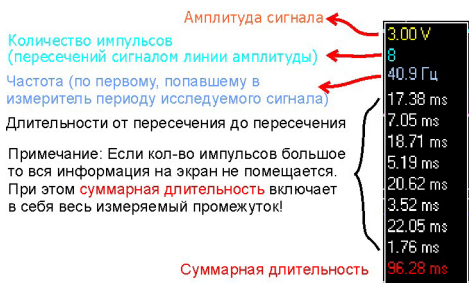 Амплитуда сигнала
3.00 V
Количество импульсов
(пересечений сигналом линии амплитуды)
8
Частота (по первому, попавшему в
измеритель периоду исследуемого сигнала)
40.9 Гц
Длительности от пересечения до пересечения
17.38 ms
7.05 ms
18.71 ms
5.19 ms
20.62 ms
3.52 ms
22.05 ms
1.76 ms
Примечание: Если кол-во импульсов большое
то вся информация на экран не помещается.
При этом суммарная длительность включает
в себя весь измеряемый промежуток!
Суммарная длительность
96.28 ms